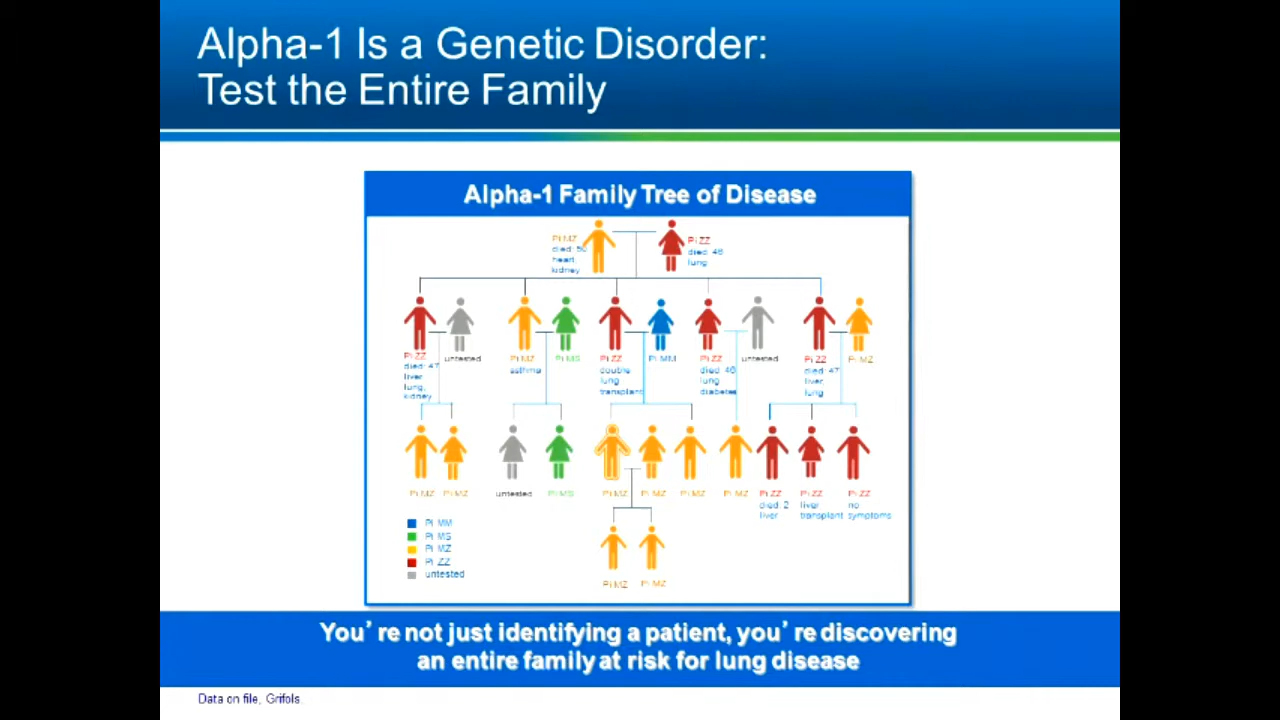 Alpha-1 Is a Genetic Disorder:
Test the Entire Family
Alpha-1 Family Tree of Disease
Pi MZ
died: 50
heart,
kidney
Pi ZZ
died: 46
lung
Pi ZZ
died: 47
liver,
lung,
kidney
untested
Pi MZ
asthma
Pi MS
Pi ZZ
double
lung
transplant
Pi MM
Pi ZZ
died: 46
lung
diabetes
untested
Pi ZZ
died: 47
liver,
lung
Pi MZ
Pi MZ
Pi MZ
untested
Pi MS
Pi MZ
Pi MZ
Pi MZ
Pi MZ
Pi ZZ
died: 2
liver
Pi ZZ
liver
transplant
Pi ZZ
no
symptoms
Pi MM
Pi MS
Pi MZ
Pi ZZ
untested
Pi MZ
Pi MZ
You’re not just identifying a patient, you’re discovering
an entire family at risk for lung disease
Data on file, Grifols